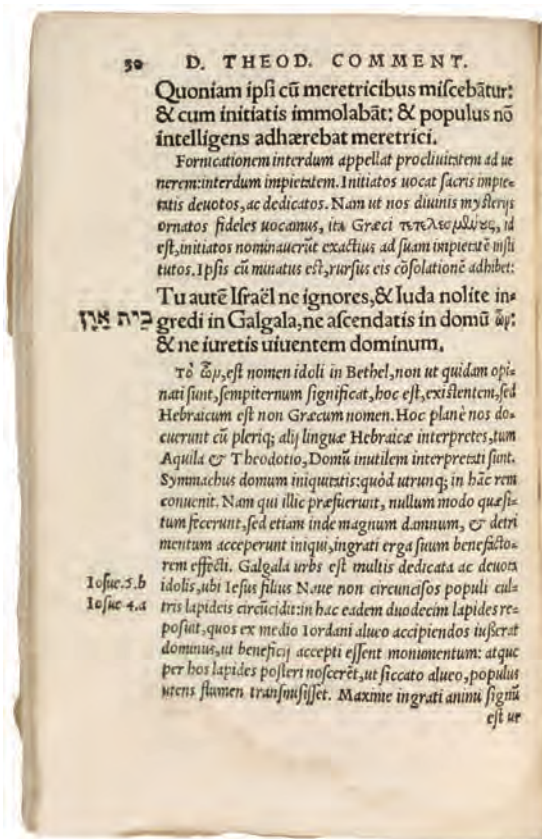 50 D. THEOD. COMMENT.
Quoniam ipſi cū meretricibus miſcebātur:
& cum initiatis immolabāt: & populus nō
intelligens adhærebat meretrici.
Fornicationem interdum appellat procliuitatem ad ue
nerem: interdum impietatem. Initiatos uocat ſacris impie-
tatis deuotos, ac dedicatos. Nam ut nos diuinis myſterijs
ornatos fideles uocamus, ita Græci id
eſt, initiatos nominauerūt exactius ad ſuam impietatē inſti
tutos. Ipſis cū minatus eſt, rurſus eis cōſolationē adhibet:
Tu autē Iſraël ne ignores, & Iuda nolite in-
בית און gredi in Galgala, ne aſcendatis in domū ὤν:
& ne iuretis uiuentem dominum.
Τὸ ὤν, eſt nomen idoli in Bethel, non ut quidam opi-
nati ſunt, ſempiternum ſignificat, hoc eſt, exiſtentem, ſed
Hebraicum eſt non Græcum nomen. Hoc planè nos do-
cuerunt cū pleriq; alij linguæ Hebraicæ interpretes, tum
Aquila & Theodotio, Domū inutilem interpretati ſunt.
Symmachus domum iniquitatis: quòd utrunq; in hāc rem
conuenit. Nam qui illic præfuerunt, nullum modo quæſi-
tum fecerunt, ſed etiam inde magnum damnum, & detri
mentum acceperunt iniqui, ingrati erga ſuum benefacto-
rem effecti. Galgala urbs eſt multis dedicata ac deuota
Ioſue.5.b idolis, ubi Ieſus filius Naue non circunciſos populi cul-
Ioſue 4.a tris lapideis circūcidit: in hac eadem duodecim lapides re-
poſuit, quos ex medio Iordani alueo accipiendos iuſſerat
dominus, ut beneficij accepti eſſent monumentum: atque
per hos lapides poſteri noſcerēt, ut ſiccato alueo, populus
utens flumen tranſmiſiſſet. Maxime ingrati animi ſignū
eſt ue